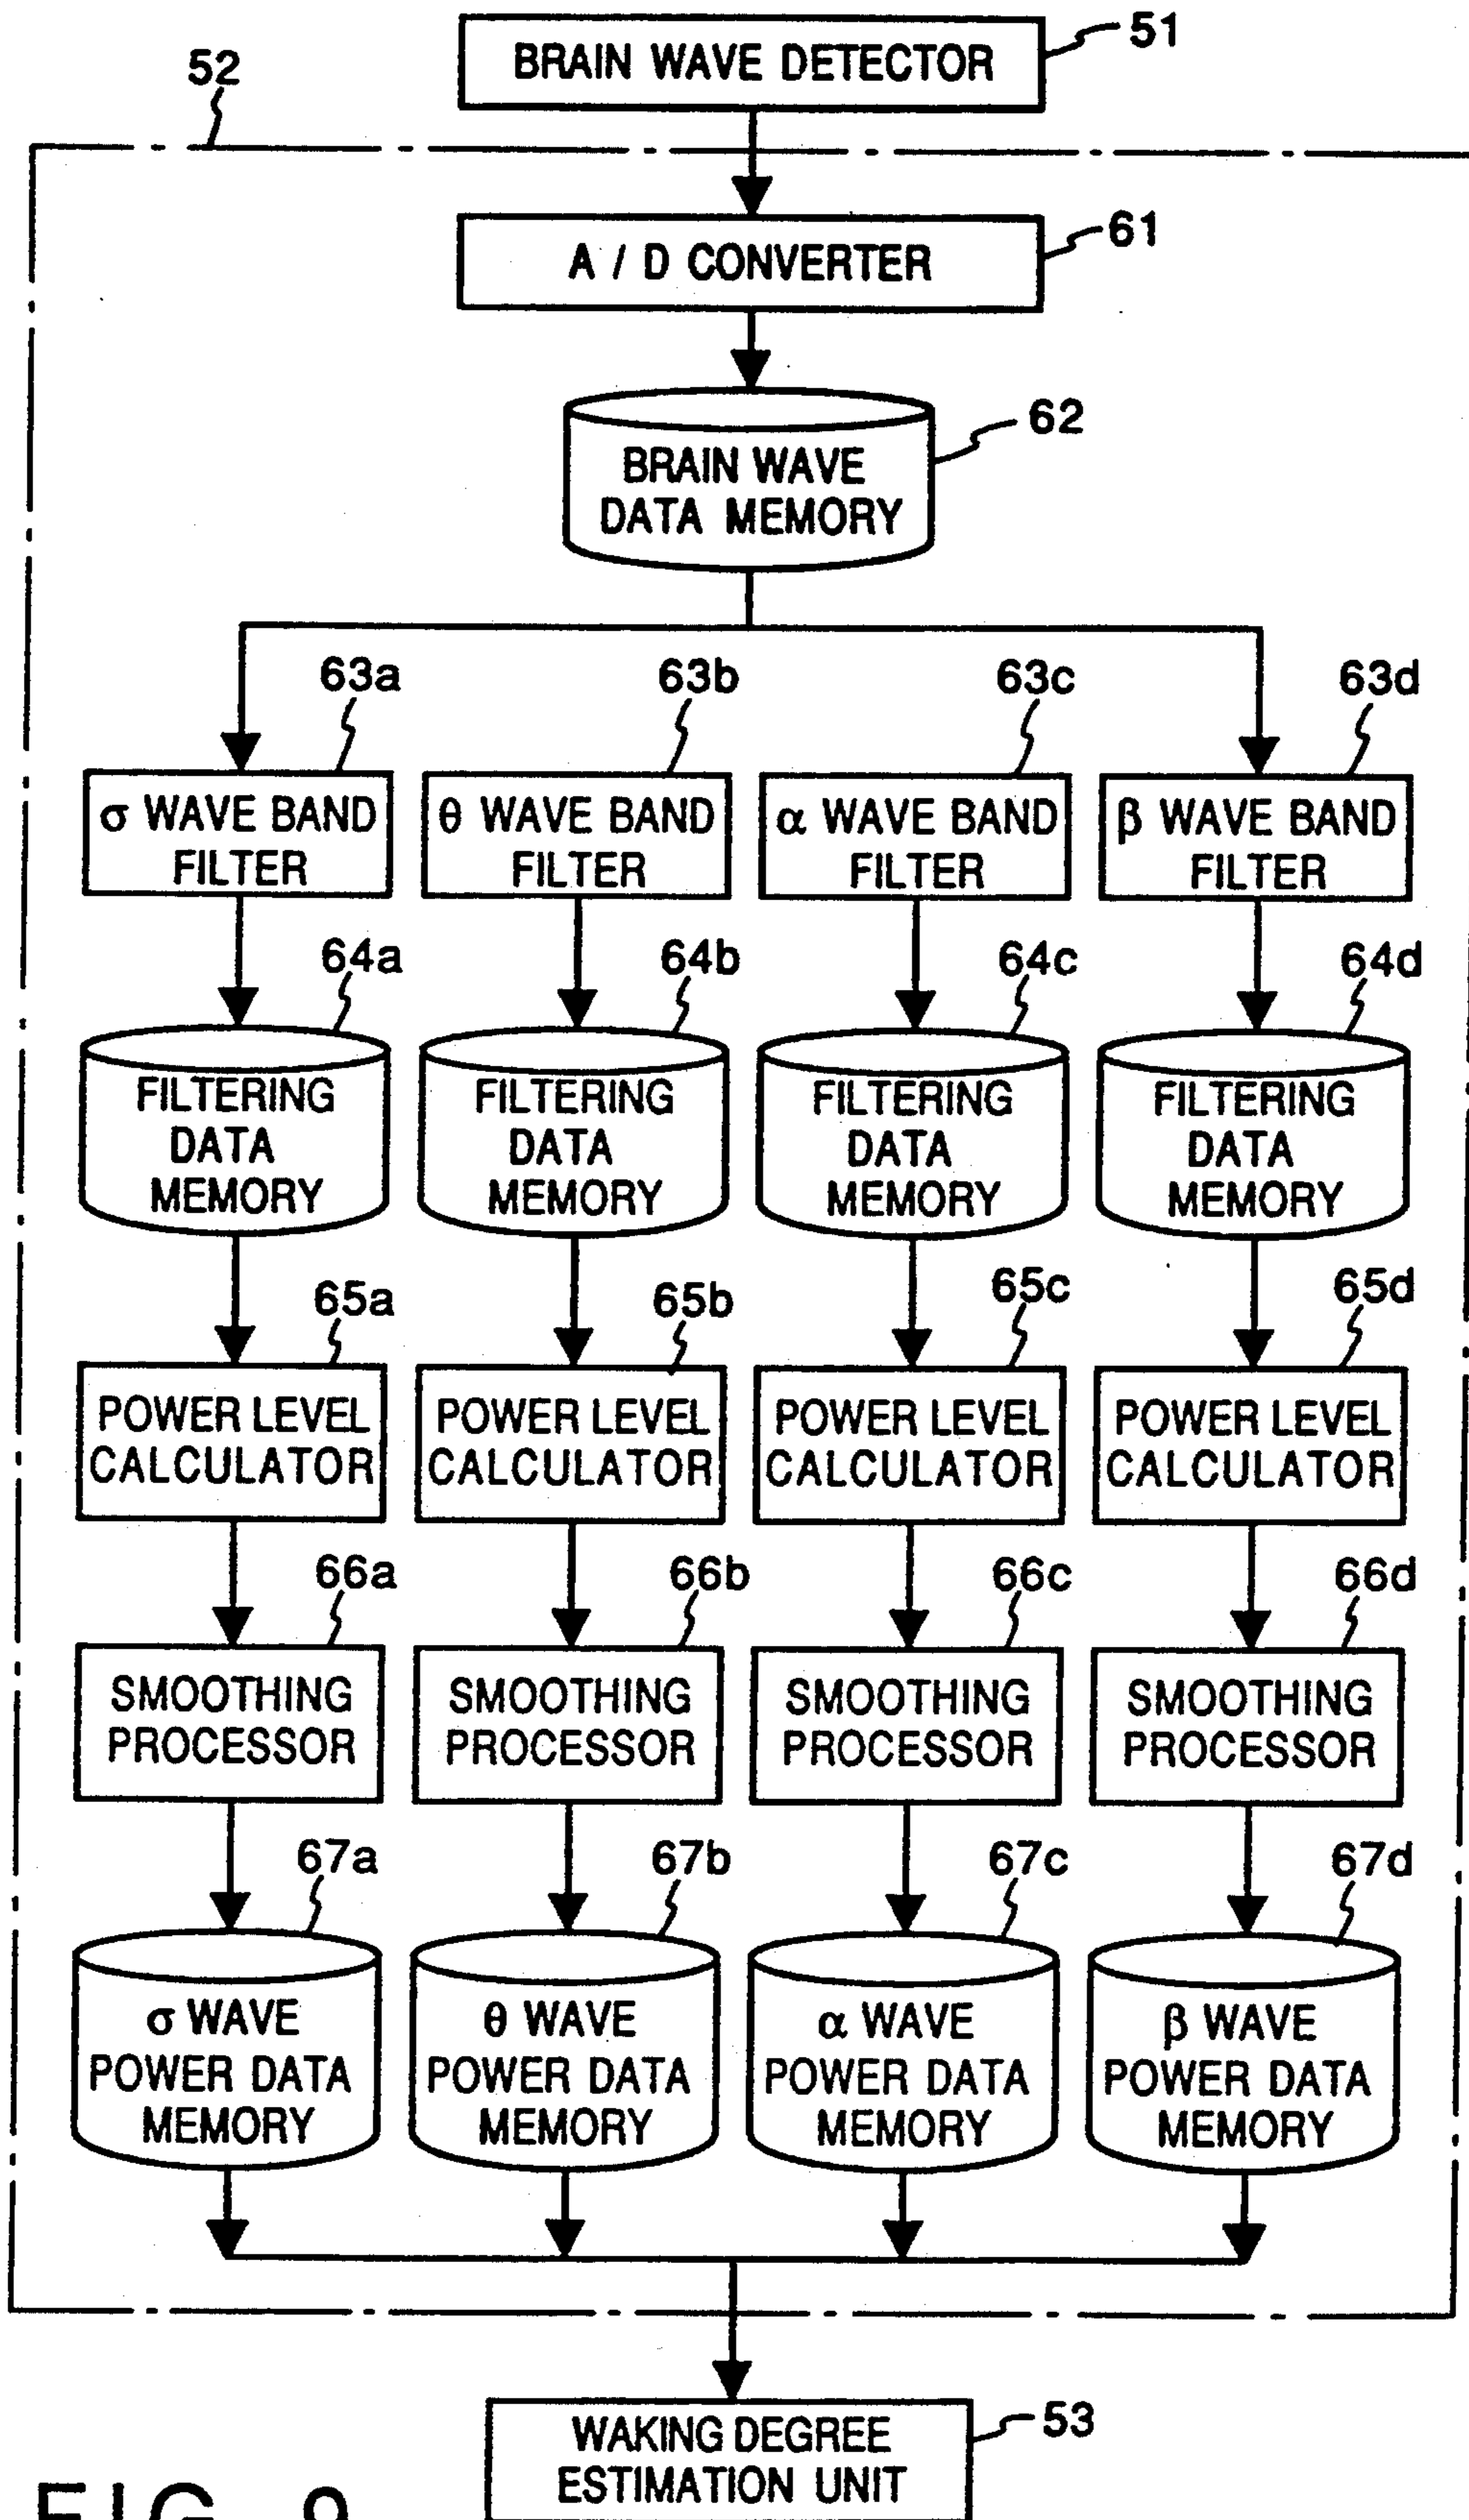 BRAIN WAVE DETECTOR
51
52
A / D CONVERTER
61
BRAIN WAVE
DATA MEMORY
62
63a
63b
63c
63d
σ WAVE BAND
FILTER
θ WAVE BAND
FILTER
α WAVE BAND
FILTER
β WAVE BAND
FILTER
64a
64b
64c
64d
FILTERING
DATA
MEMORY
FILTERING
DATA
MEMORY
FILTERING
DATA
MEMORY
FILTERING
DATA
MEMORY
65a
65b
65c
65d
POWER LEVEL
CALCULATOR
POWER LEVEL
CALCULATOR
POWER LEVEL
CALCULATOR
POWER LEVEL
CALCULATOR
66a
66b
66c
66d
SMOOTHING
PROCESSOR
SMOOTHING
PROCESSOR
SMOOTHING
PROCESSOR
SMOOTHING
PROCESSOR
67a
67b
67c
67d
σ WAVE
POWER DATA
MEMORY
θ WAVE
POWER DATA
MEMORY
α WAVE
POWER DATA
MEMORY
β WAVE
POWER DATA
MEMORY
WAKING DEGREE
ESTIMATION UNIT
53